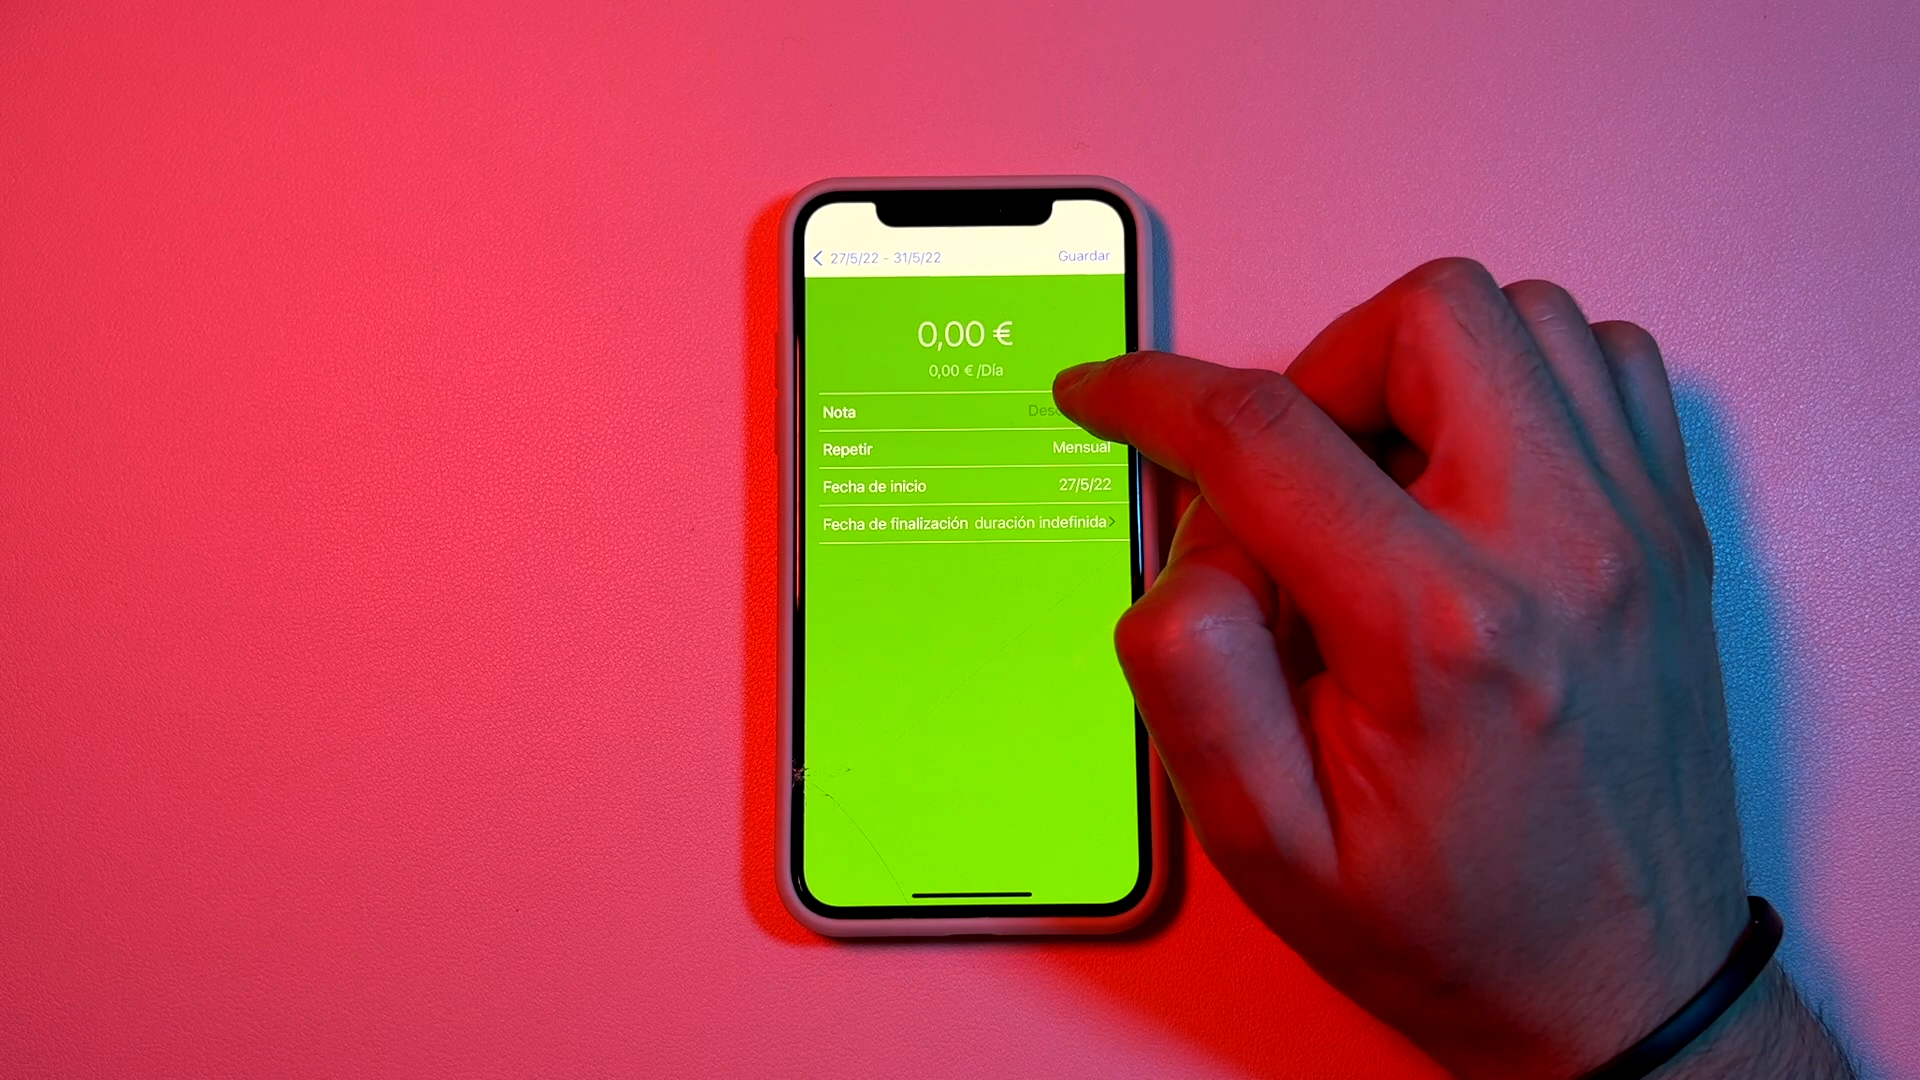 27/5/22 - 31/5/22 Guardar
0,00 €
0,00 € /Día
Nota
Repetir Mensual
Fecha de inicio 27/5/22
Fecha de finalización duración indefinida